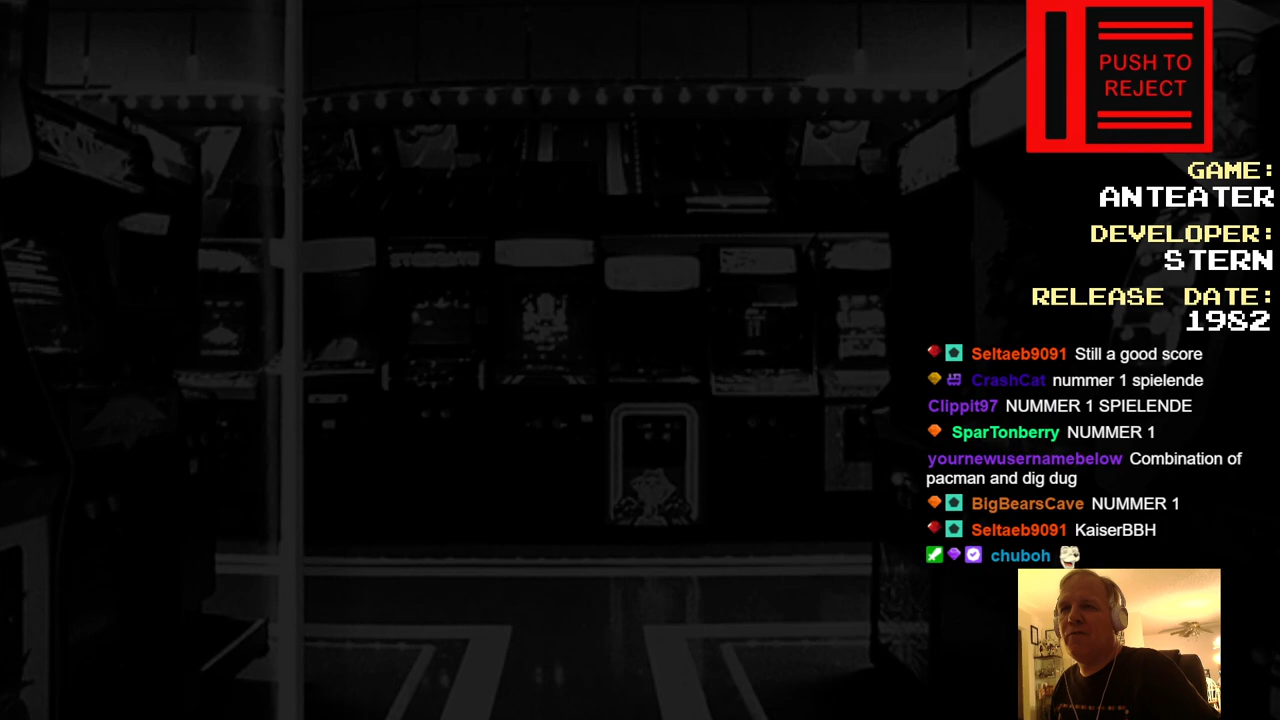 PUSH TO
REJECT
GAME:
ANTEATER
DEVELOPER:
STERN
RELEASE DATE:
1982
Seltaeb9091 Still a good score
CrashCat nummer 1 spielende
Clippit97 NUMMER 1 SPIELENDE
SparTonberry NUMMER 1
yournewusernamebelow Combination of
pacman and dig dug
BigBearsCave NUMMER 1
Seltaeb9091 KaiserBBH
chuboh